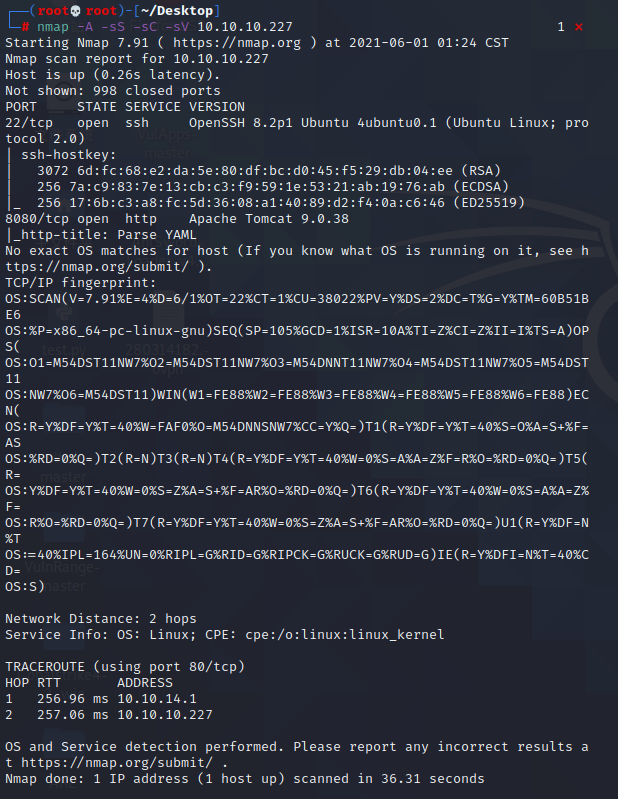 ┌──(root💀root)-[~/Desktop]
└─# nmap -A -sS -sC -sV 10.10.10.227 1 ⨯
Starting Nmap 7.91 ( https://nmap.org ) at 2021-06-01 01:24 CST
Nmap scan report for 10.10.10.227
Host is up (0.26s latency).
Not shown: 998 closed ports
PORT     STATE SERVICE VERSION
22/tcp   open  ssh     OpenSSH 8.2p1 Ubuntu 4ubuntu0.1 (Ubuntu Linux; pro
tocol 2.0)
| ssh-hostkey:
|   3072 6d:fc:68:e2:da:5e:80:df:bc:d0:45:f5:29:db:04:ee (RSA)
|   256 7a:c9:83:7e:13:cb:c3:f9:59:1e:53:21:ab:19:76:ab (ECDSA)
|_  256 17:6b:c3:a8:fc:5d:36:08:a1:40:89:d2:f4:0a:c6:46 (ED25519)
8080/tcp open  http    Apache Tomcat 9.0.38
|_http-title: Parse YAML
No exact OS matches for host (If you know what OS is running on it, see h
ttps://nmap.org/submit/ ).
TCP/IP fingerprint:
OS:SCAN(V=7.91%E=4%D=6/1%OT=22%CT=1%CU=38022%PV=Y%DS=2%DC=T%G=Y%TM=60B51B
E6
OS:%P=x86_64-pc-linux-gnu)SEQ(SP=105%GCD=1%ISR=10A%TI=Z%CI=Z%II=I%TS=A)OP
S(
OS:O1=M54DST11NW7%O2=M54DST11NW7%O3=M54DNNT11NW7%O4=M54DST11NW7%O5=M54DST
11
OS:NW7%O6=M54DST11)WIN(W1=FE88%W2=FE88%W3=FE88%W4=FE88%W5=FE88%W6=FE88)EC
N(
OS:R=Y%DF=Y%T=40%W=FAF0%O=M54DNNSNW7%CC=Y%Q=)T1(R=Y%DF=Y%T=40%S=O%A=S+%F=
AS
OS:%RD=0%Q=)T2(R=N)T3(R=N)T4(R=Y%DF=Y%T=40%W=0%S=A%A=Z%F=R%O=%RD=0%Q=)T5(
R=
OS:Y%DF=Y%T=40%W=0%S=Z%A=S+%F=AR%O=%RD=0%Q=)T6(R=Y%DF=Y%T=40%W=0%S=A%A=Z%
F=
OS:R%O=%RD=0%Q=)T7(R=Y%DF=Y%T=40%W=0%S=Z%A=S+%F=AR%O=%RD=0%Q=)U1(R=Y%DF=N
%T
OS:=40%IPL=164%UN=0%RIPL=G%RID=G%RIPCK=G%RUCK=G%RUD=G)IE(R=Y%DFI=N%T=40%C
D=
OS:S)
Network Distance: 2 hops
Service Info: OS: Linux; CPE: cpe:/o:linux:linux_kernel
TRACEROUTE (using port 80/tcp)
HOP RTT       ADDRESS
1   256.96 ms 10.10.14.1
2   257.06 ms 10.10.10.227
OS and Service detection performed. Please report any incorrect results a
t https://nmap.org/submit/ .
Nmap done: 1 IP address (1 host up) scanned in 36.31 seconds